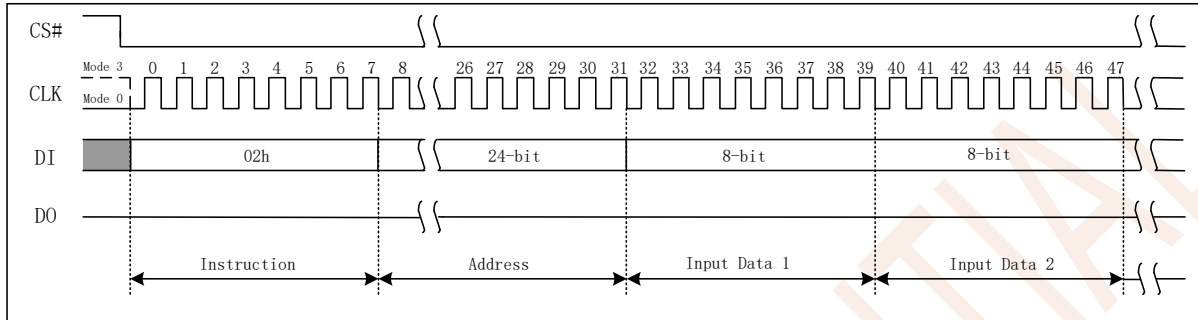 CS#
Mode 3 0 1 2 3 4 5 6 7 8 26 27 28 29 30 31 32 33 34 35 36 37 38 39 40 41 42 43 44 45 46 47
CLK
Mode 0
DI 02h 24-bit 8-bit 8-bit
DO
Instruction Address Input Data 1 Input Data 2